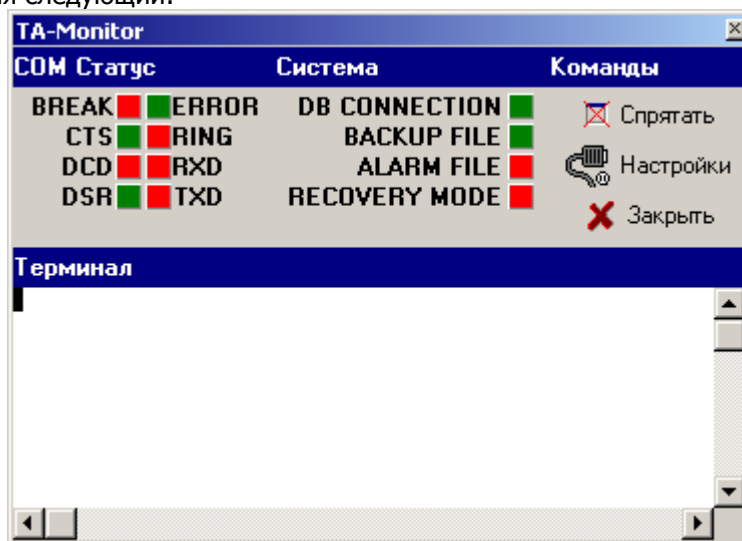 следующий:
TA-Monitor
COM Статус Система Команды
BREAK ERROR DB CONNECTION Спрятать
CTS RING BACKUP FILE
DCD RXD ALARM FILE Настройки
DSR TXD RECOVERY MODE Закрыть
Терминал